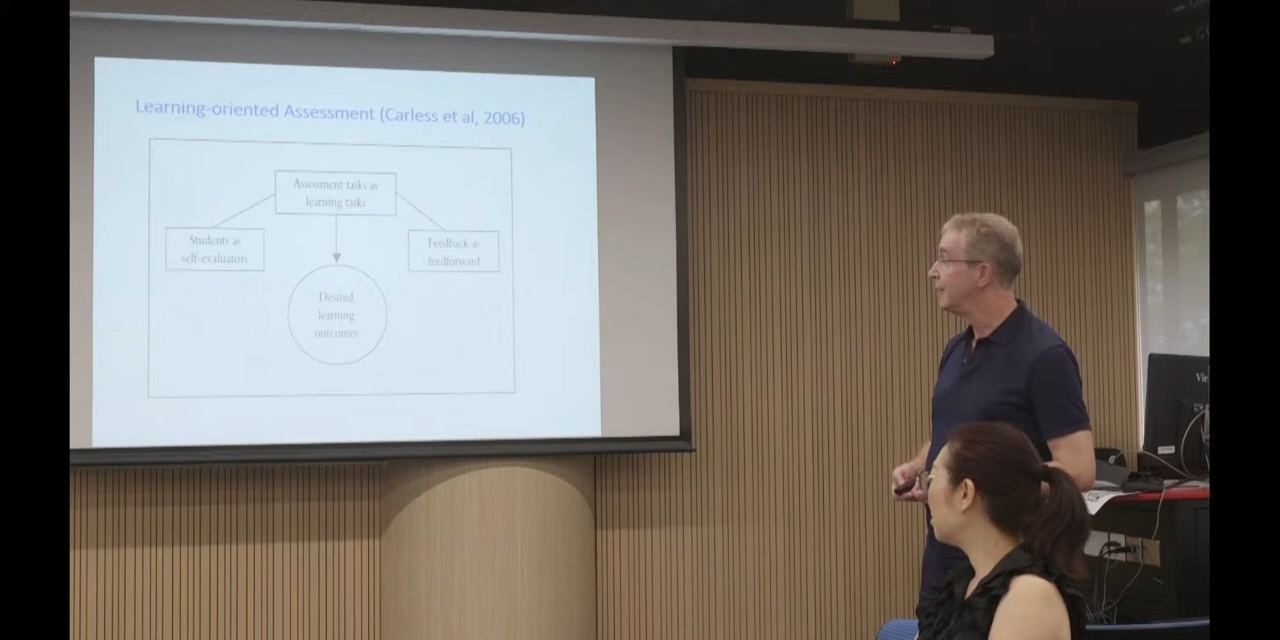 Learning-oriented Assessment (Carless et al, 2006)
Assessment tasks as
learning tasks
Students as
self-evaluators
Feedback as
feedforward
Desired
learning
outcomes